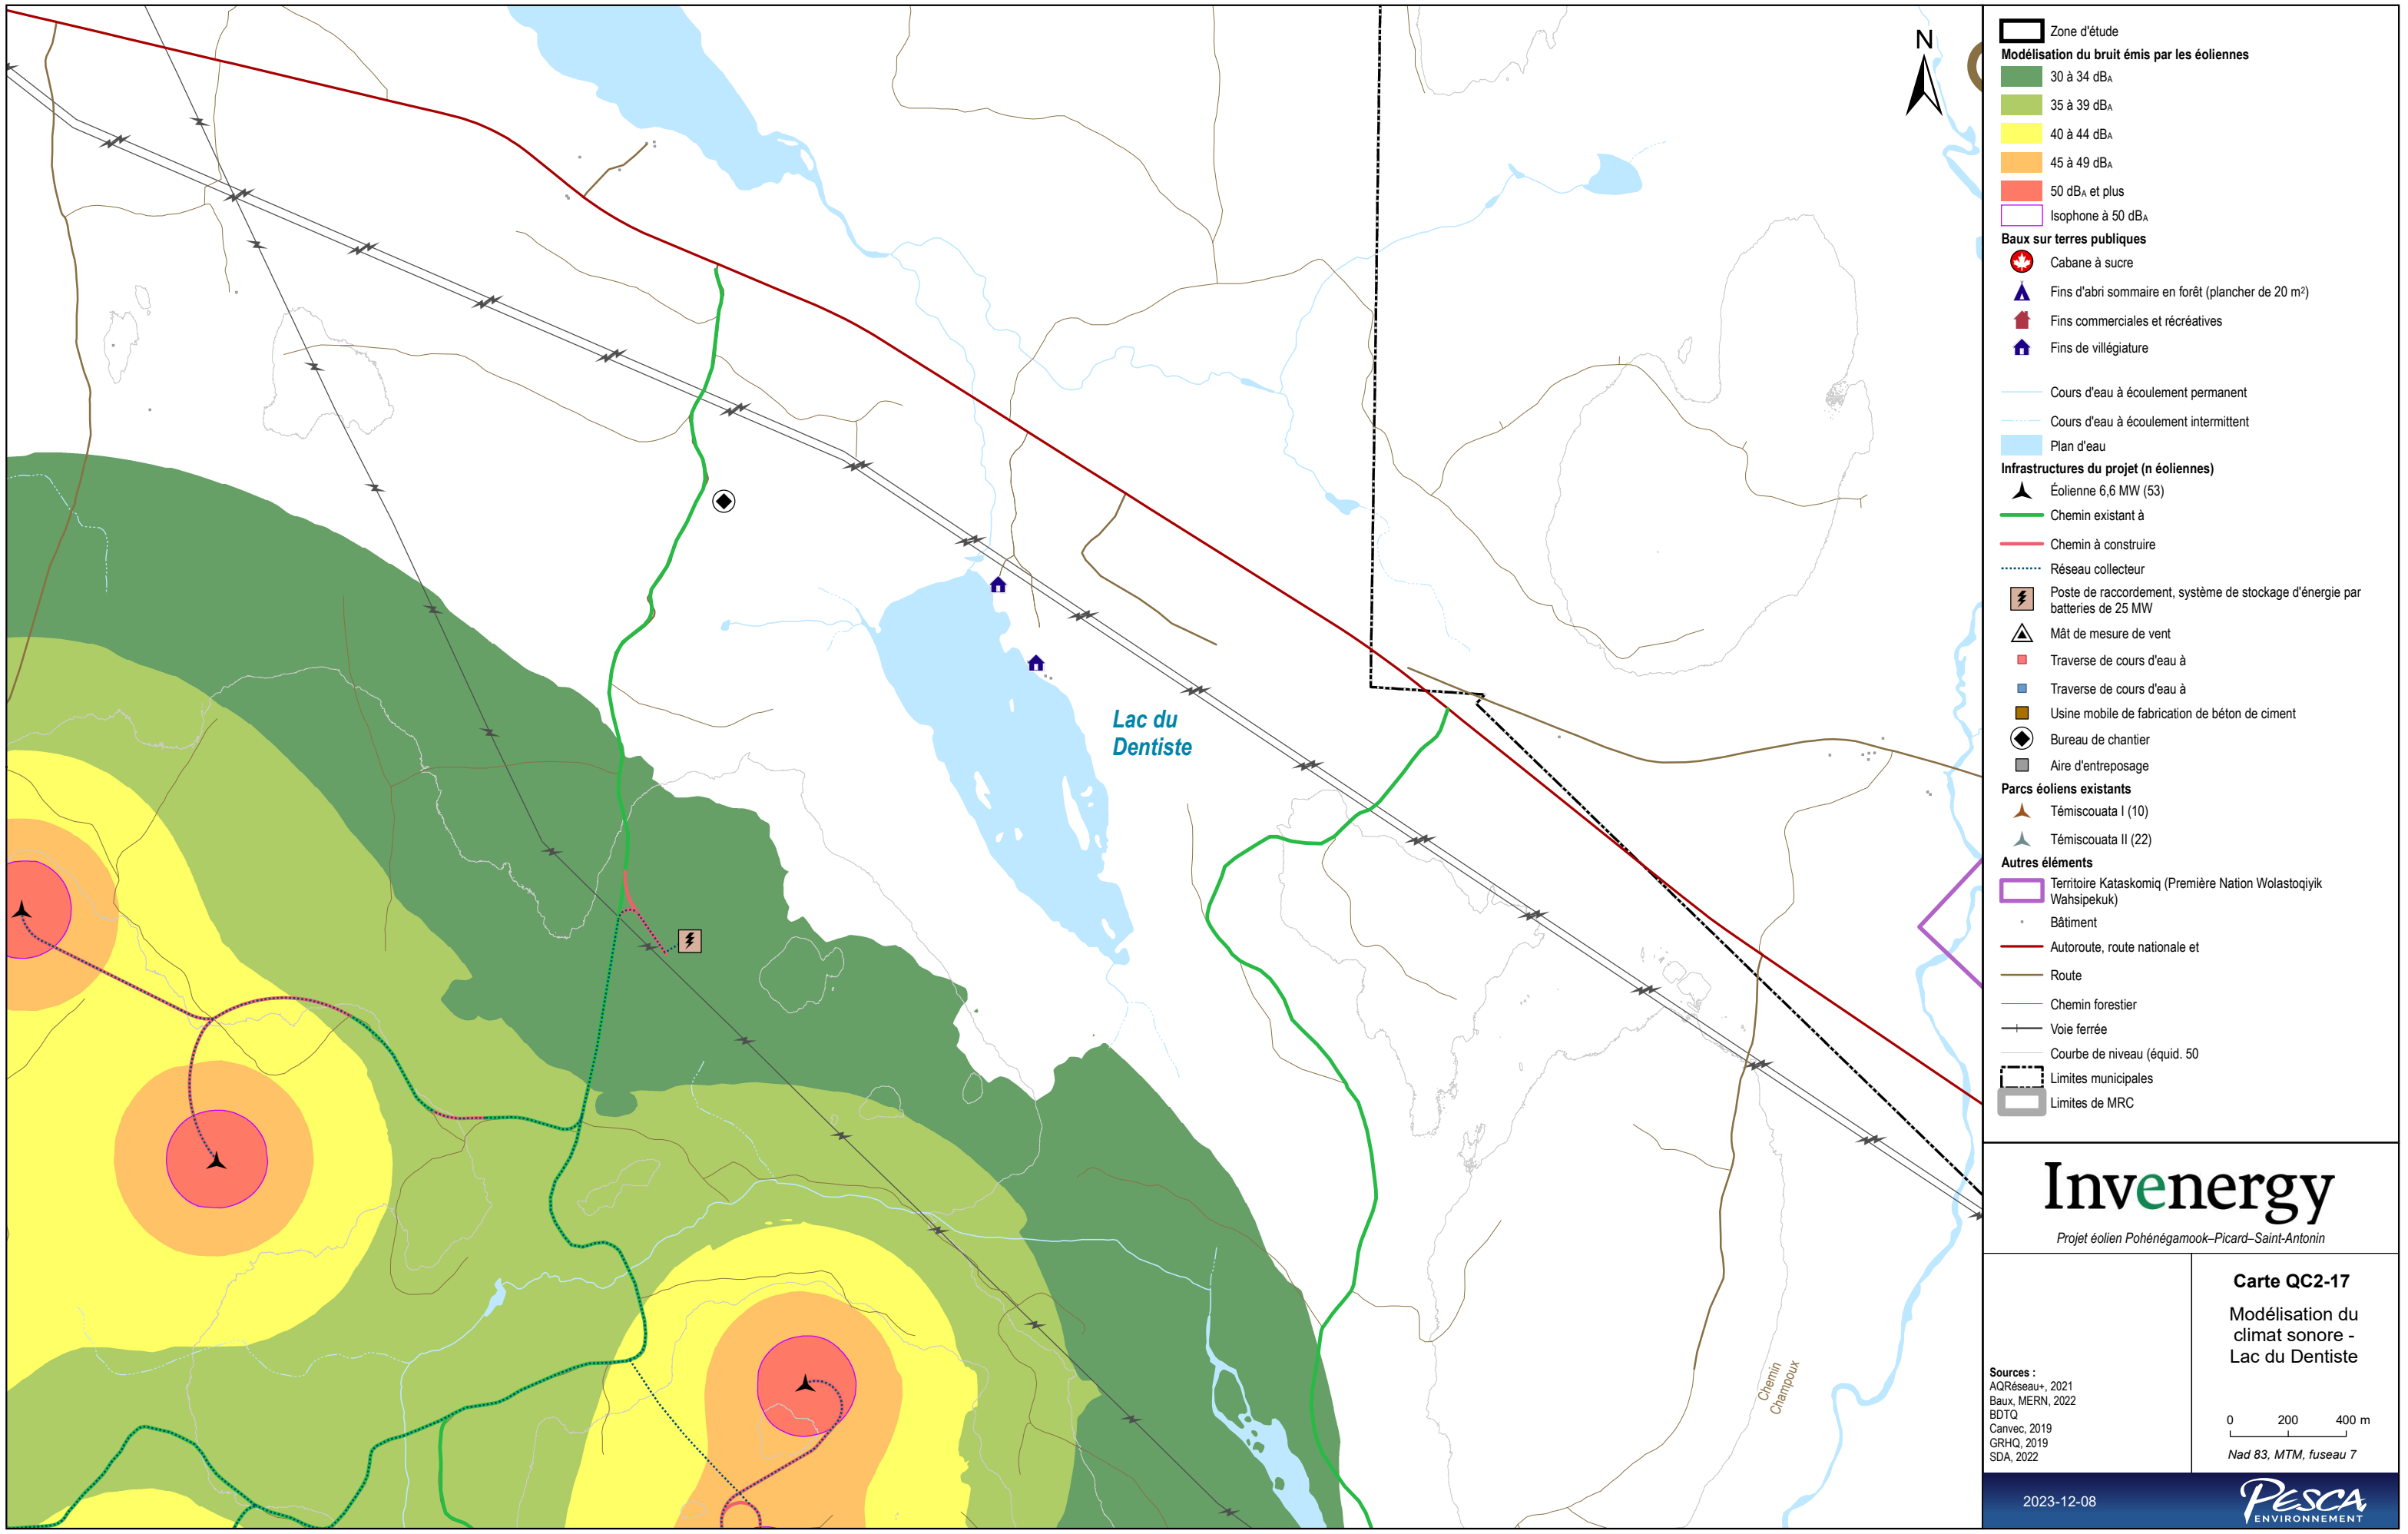 N
Lac du
Dentiste
Chemin
Champoux
Zone d'étude
Modélisation du bruit émis par les éoliennes
30 à 34 dBA
35 à 39 dBA
40 à 44 dBA
45 à 49 dBA
50 dBA et plus
Isophone à 50 dBA
Baux sur terres publiques
Cabane à sucre
Fins d'abri sommaire en forêt (plancher de 20 m²)
Fins commerciales et récréatives
Fins de villégiature
Cours d'eau à écoulement permanent
Cours d'eau à écoulement intermittent
Plan d'eau
Infrastructures du projet (n éoliennes)
Éolienne 6,6 MW (53)
Chemin existant à
Chemin à construire
Réseau collecteur
Poste de raccordement, système de stockage d'énergie par
batteries de 25 MW
Mât de mesure de vent
Traverse de cours d'eau à
Traverse de cours d'eau à
Usine mobile de fabrication de béton de ciment
Bureau de chantier
Aire d'entreposage
Parcs éoliens existants
Témiscouata I (10)
Témiscouata II (22)
Autres éléments
Territoire Kataskomiq (Première Nation Wolastoqiyik
Wahsipekuk)
Bâtiment
Autoroute, route nationale et
Route
Chemin forestier
Voie ferrée
Courbe de niveau (équid. 50
Limites municipales
Limites de MRC
Invenergy
Projet éolien Pohénégamook–Picard–Saint-Antonin
Carte QC2-17
Modélisation du
climat sonore -
Lac du Dentiste
Sources :
AQRéseau+, 2021
Baux, MERN, 2022
BDTQ
Canvec, 2019
GRHQ, 2019
SDA, 2022
0 200 400 m
Nad 83, MTM, fuseau 7
2023-12-08
PESCA
ENVIRONNEMENT